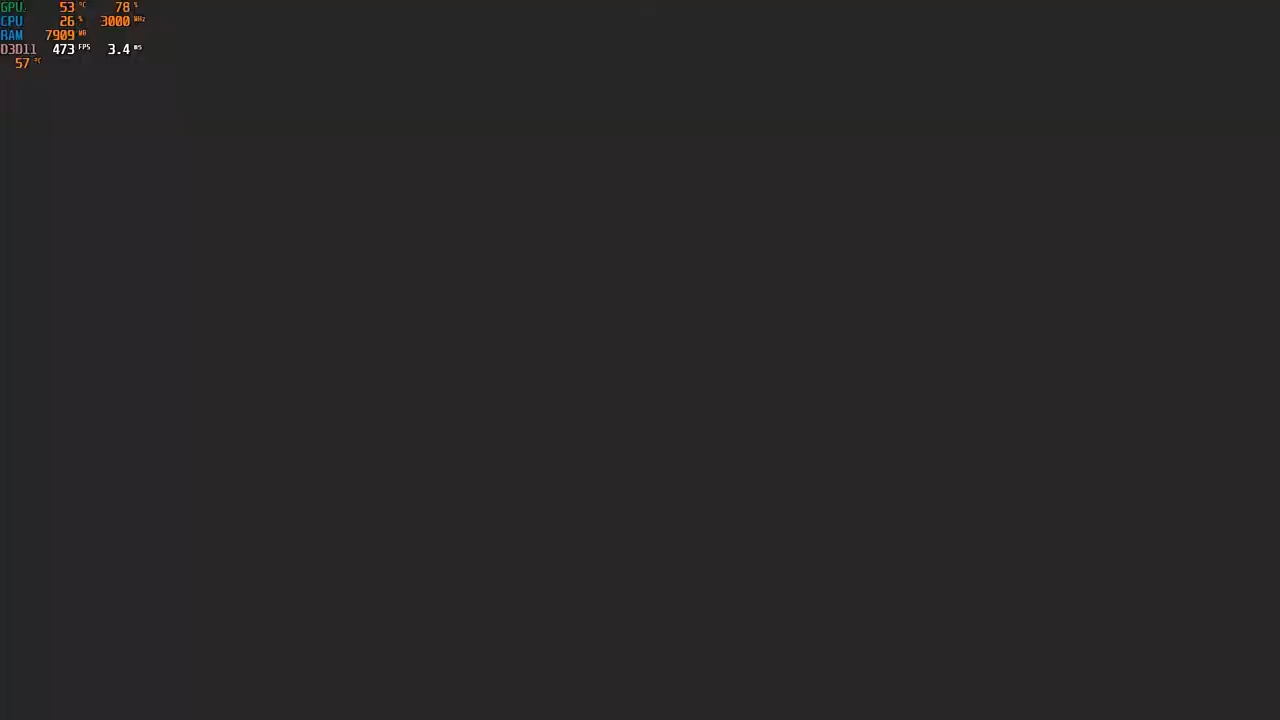 GPU 53 °C 78 %
CPU 26 % 3000 MHz
RAM 7909 MB
D3D11 473 FPS 3.4 ms
57 °C